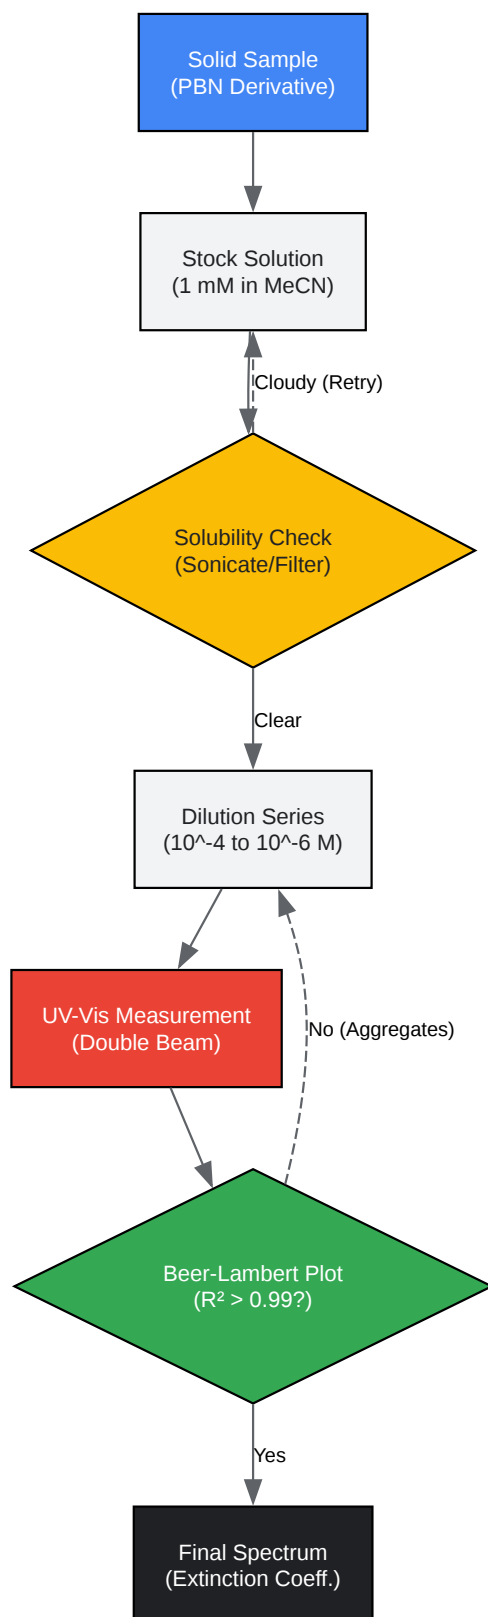 Solid Sample
(PBN Derivative)
Stock Solution
(1 mM in MeCN)
Cloudy (Retry)
Solubility Check
(Sonicate/Filter)
Clear
Dilution Series
(10^-4 to 10^-6 M)
UV-Vis Measurement
(Double Beam)
No (Aggregates)
Beer-Lambert Plot
(R² > 0.99?)
Yes
Final Spectrum
(Extinction Coeff.)